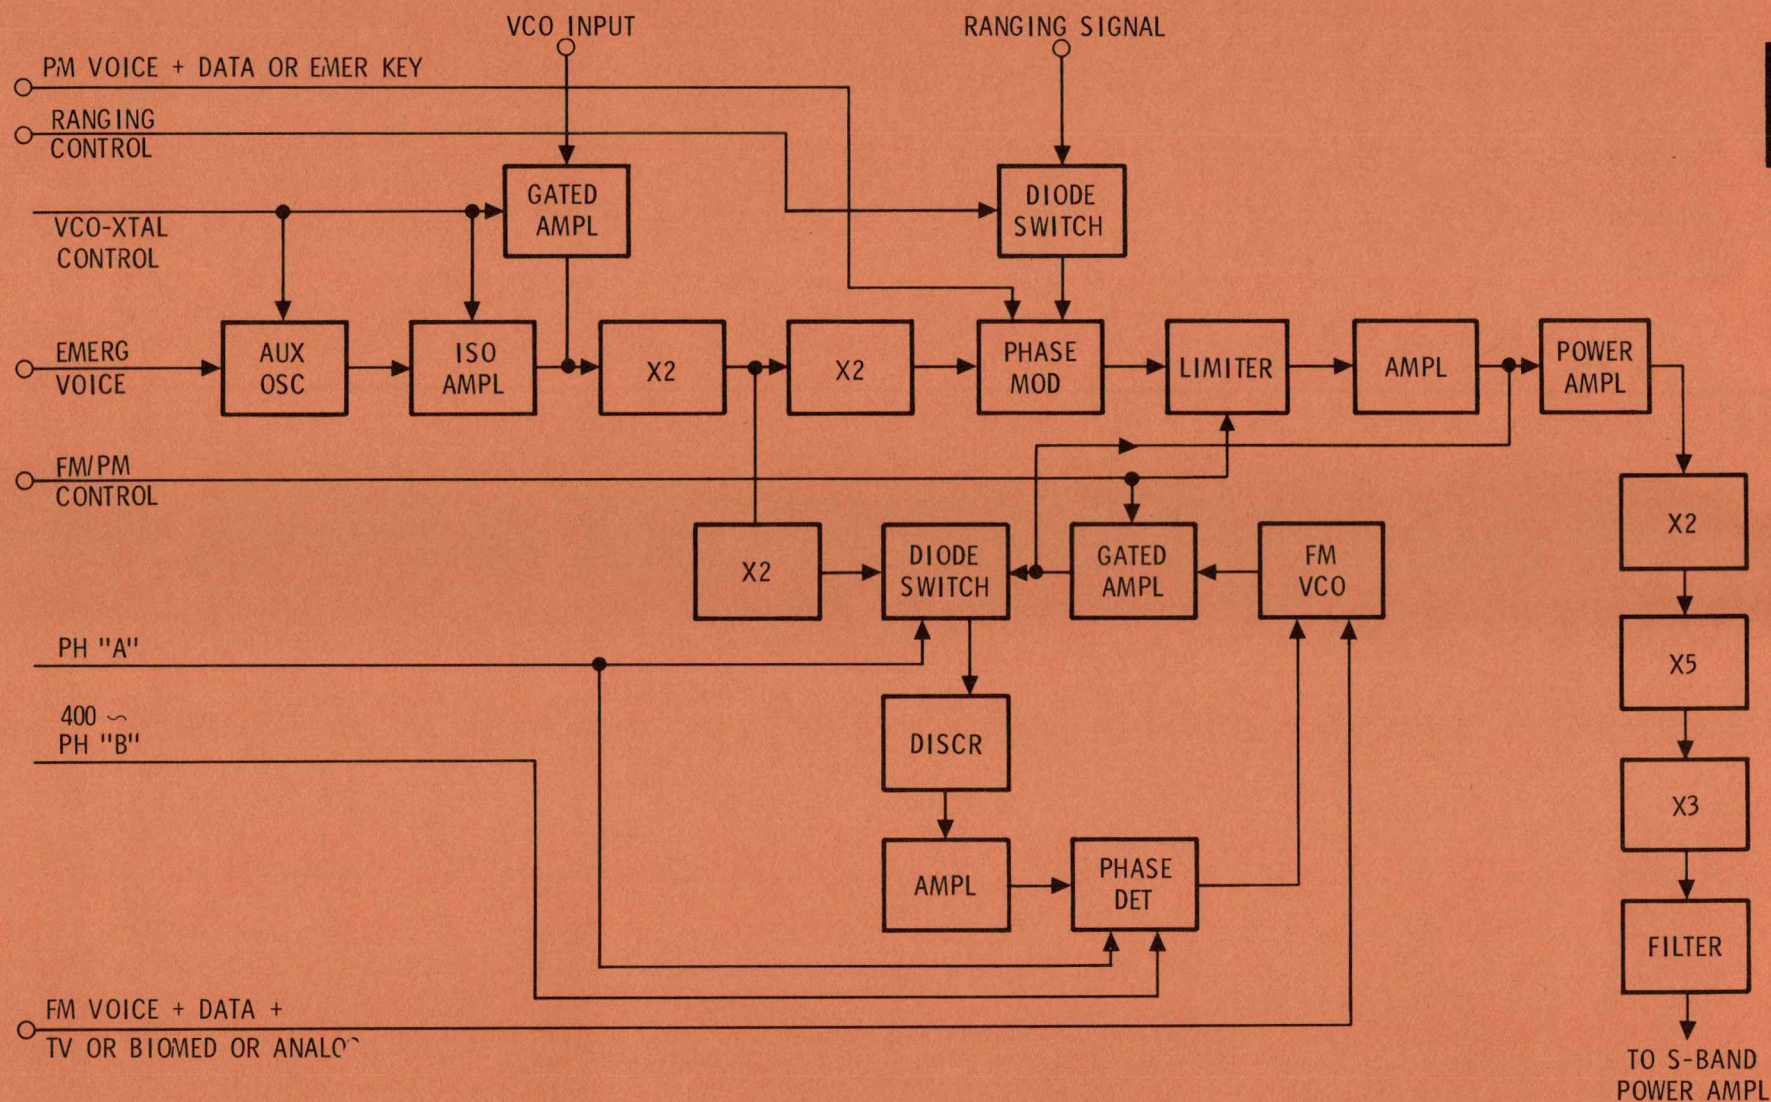 VCO INPUT
RANGING SIGNAL
PM VOICE + DATA OR EMER KEY
RANGING
CONTROL
GATED
AMPL
DIODE
SWITCH
VCO-XTAL
CONTROL
EMERG
VOICE
AUX
OSC
ISO
AMPL
X2
X2
PHASE
MOD
LIMITER
AMPL
POWER
AMPL
FM/PM
CONTROL
X2
X2
DIODE
SWITCH
GATED
AMPL
FM
VCO
PH "A"
X5
400 ~
PH "B"
DISCR
X3
AMPL
PHASE
DET
FILTER
FM VOICE + DATA +
TV OR BIOMED OR
TO S-BAND
POWER AMPL